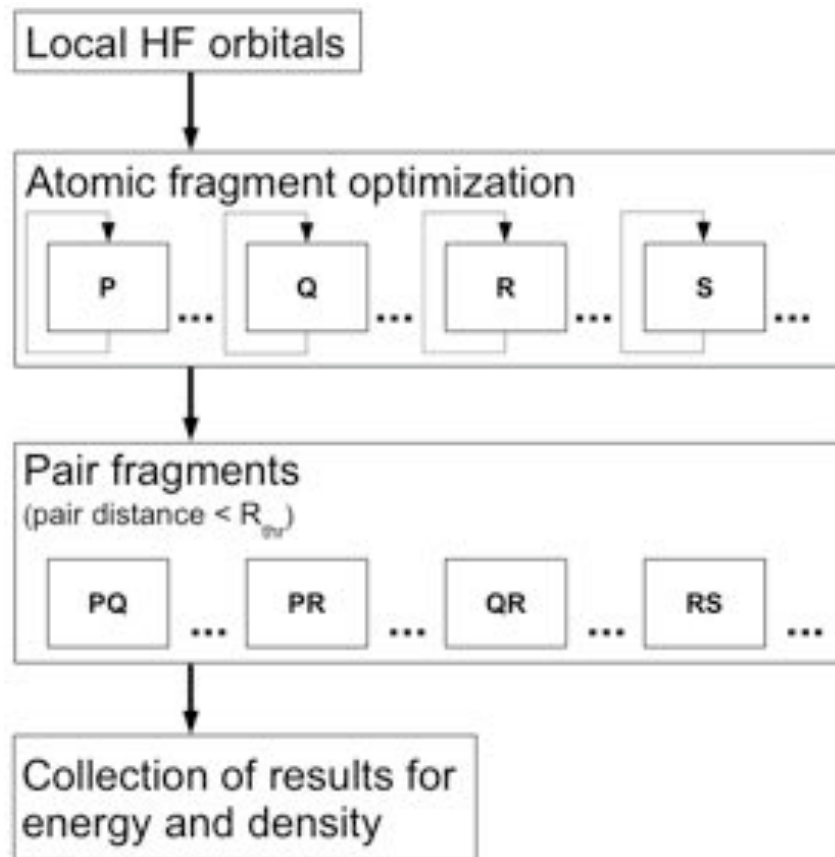 Local HF orbitals
Atomic fragment optimization
P ... Q ... R ... S ...
Pair fragments
(pair distance < R_thr)
PQ ... PR ... QR ... RS ...
Collection of results for
energy and density